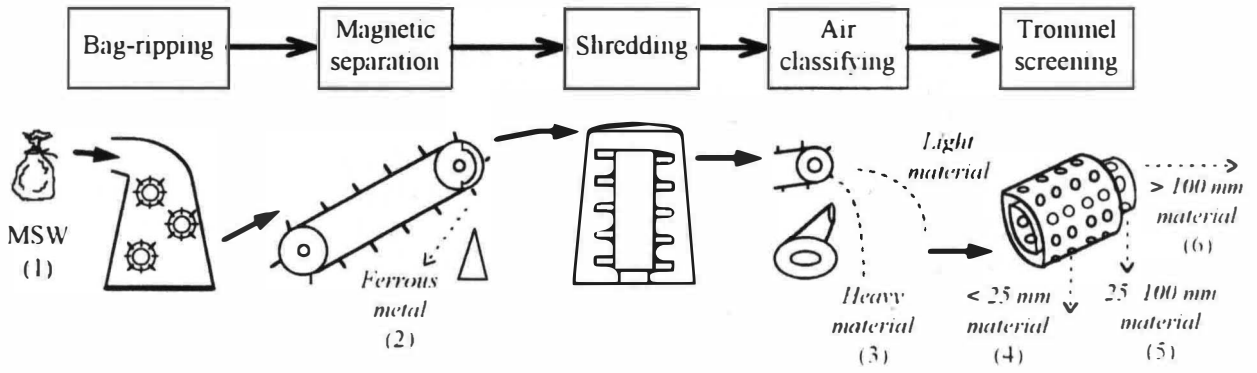 Bag-ripping
Magnetic
separation
Shredding
Air
classifying
Trommel
screening
MSW
(1)
Ferrous
metal
(2)
Light
material
Heavy
material
(3)
< 25 mm
material
(4)
25 100 mm
material
(5)
> 100 mm
material
(6)